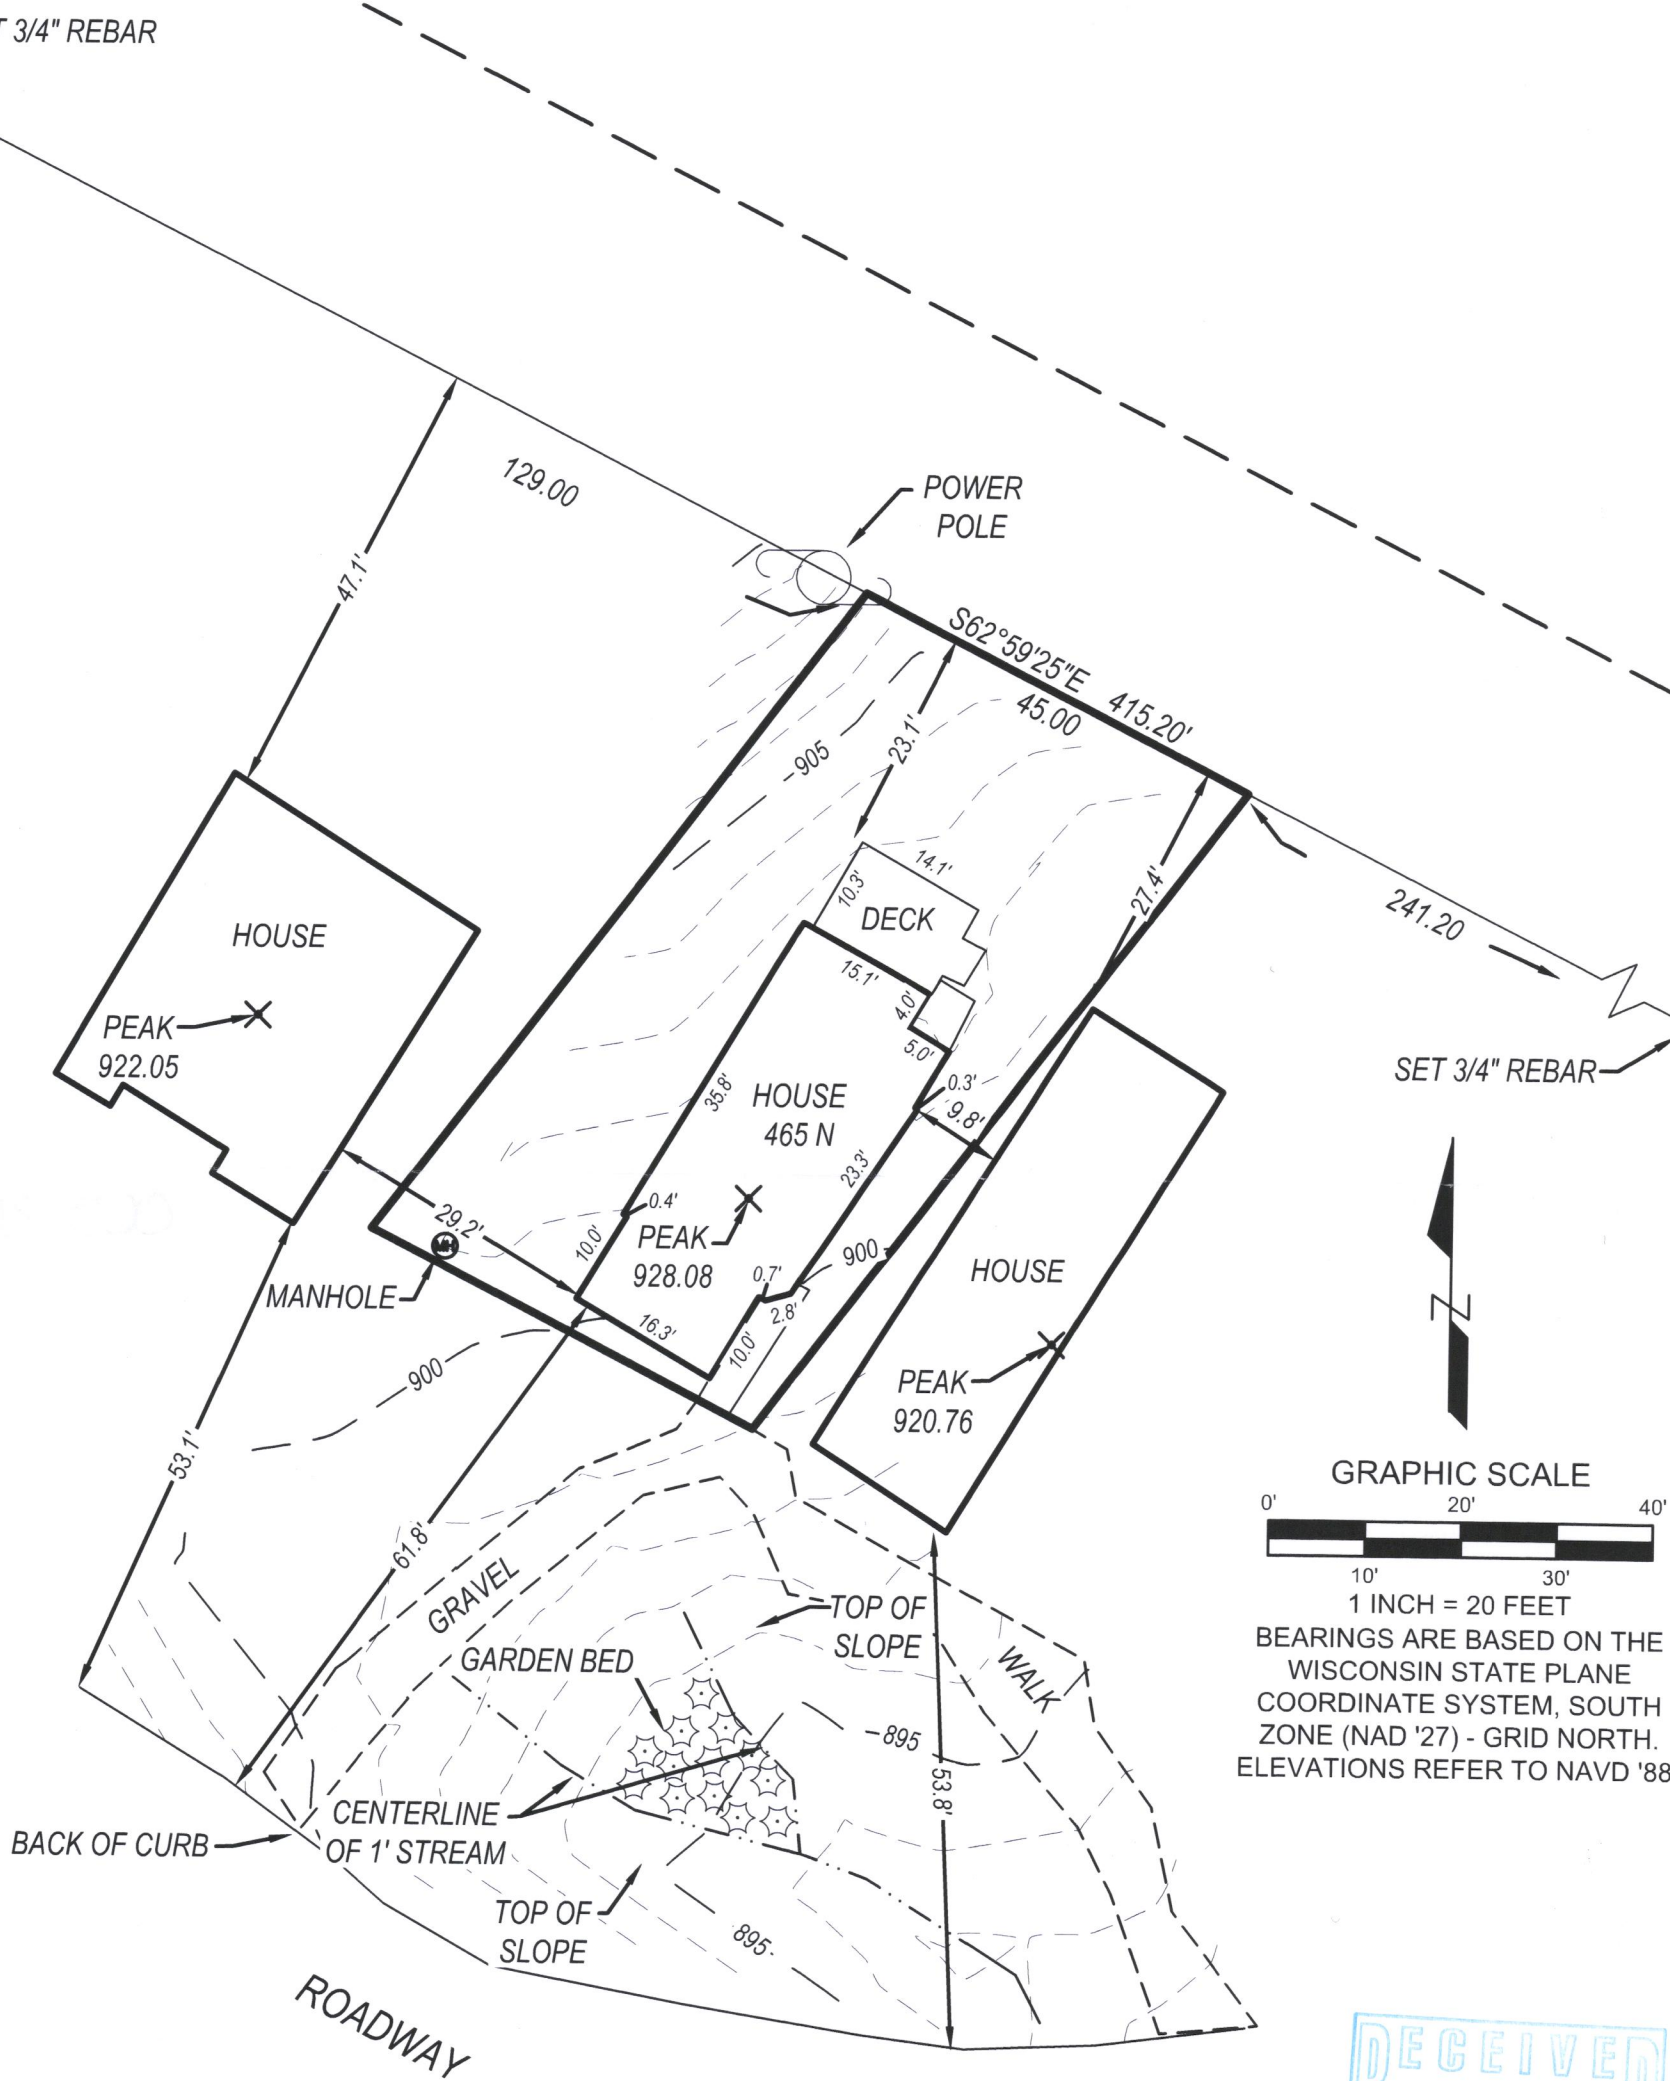 3/4" REBAR
129.00
POWER
POLE
47.1'
S62°59'25"E 415.20'
45.00
23.1'
905
27.4'
14.1'
10.3'
DECK
241.20
HOUSE
15.1'
4.0'
5.0'
PEAK
922.05
SET 3/4" REBAR
35.8'
HOUSE
465 N
0.3'
9.8'
23.3'
0.4'
29.2'
10.0'
PEAK
928.08
MH
MANHOLE
900
0.7'
2.8'
HOUSE
16.3'
10.0'
900
PEAK
920.76
53.1'
61.8'
GRAPHIC SCALE
0' 20' 40'
10' 30'
1 INCH = 20 FEET
BEARINGS ARE BASED ON THE
WISCONSIN STATE PLANE
COORDINATE SYSTEM, SOUTH
ZONE (NAD '27) - GRID NORTH.
ELEVATIONS REFER TO NAVD '88
N
GRAVEL
TOP OF
SLOPE
GARDEN BED
WALK
895
53.8'
CENTERLINE
OF 1' STREAM
BACK OF CURB
TOP OF
SLOPE
895
ROADWAY